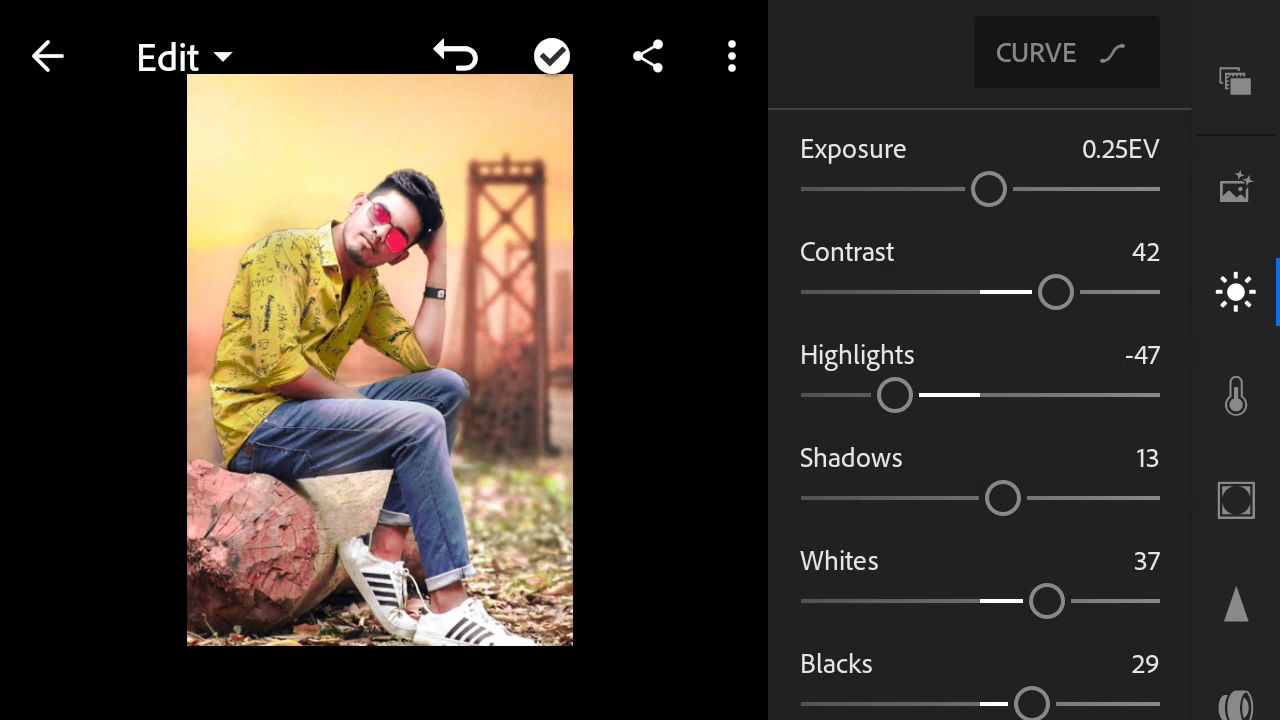 Edit
CURVE
Exposure 0.25EV
Contrast 42
Highlights -47
Shadows 13
Whites 37
Blacks 29